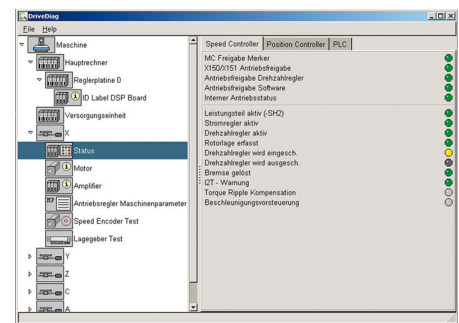 DriveDiag
File Help
Maschine
Hauptrechner
Reglerplatine 0
ID Label DSP Board
Versorgungseinheit
X
Status
Motor
Amplifier
Antriebsregler Maschinenparameter
Speed Encoder Test
Lagegeber Test
Y
Z
C
A
Speed Controller Position Controller PLC
MC Freigabe Merker
X150/X151 Antriebsfreigabe
Antriebsfreigabe Drehzahlregler
Antriebsfreigabe Software
Interner Antriebsstatus
Leistungsteil aktiv (-SH2)
Stromregler aktiv
Drehzahlregler aktiv
Rotorlage erfasst
Drehzahlregler wird eingesch.
Drehzahlregler wird ausgesch.
Bremse gelöst
I2T - Warnung
Torque Ripple Kompensation
Beschleunigungsvorsteuerung